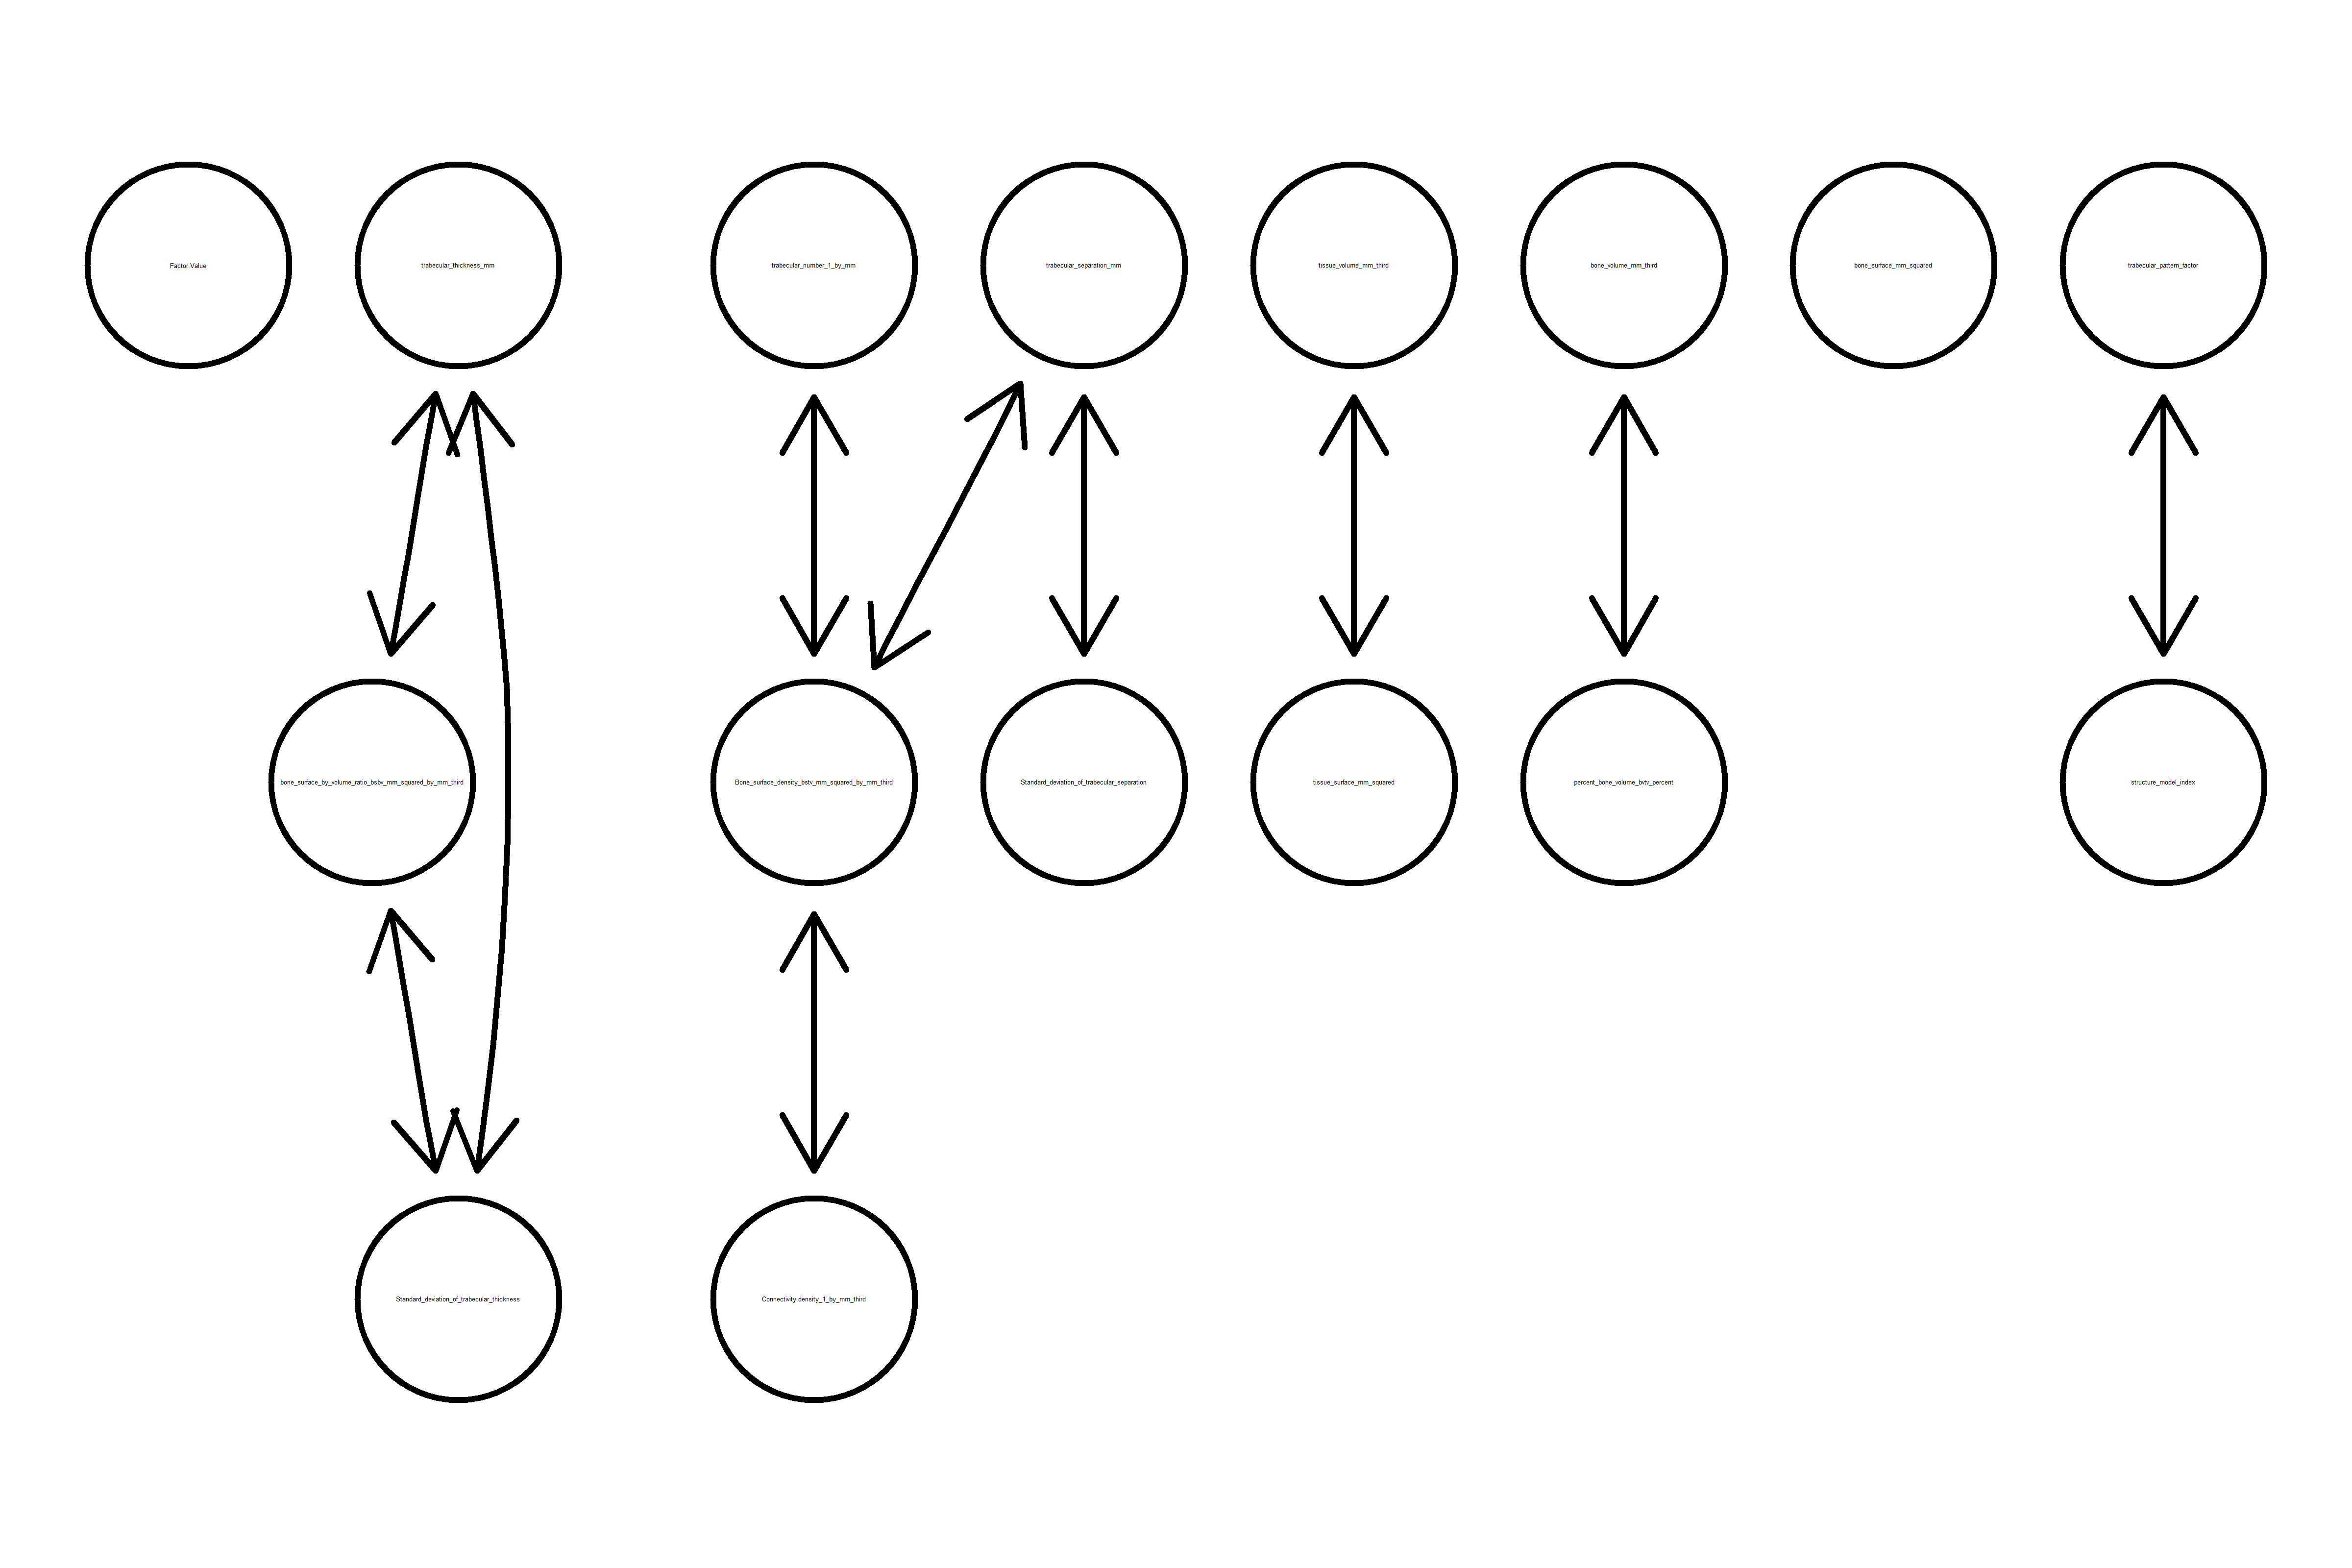 Factor.Value
trabecular_thickness_mm
trabecular_number_1_by_mm
trabecular_separation_mm
tissue_volume_mm_third
bone_volume_mm_third
bone_surface_mm_squared
trabecular_pattern_factor
bone_surface_by_volume_ratio_bsbv_mm_squared_by_mm_third
Bone_surface_density_bstv_mm_squared_by_mm_third
Standard_deviation_of_trabecular_separation
tissue_surface_mm_squared
percent_bone_volume_bvtv_percent
structure_model_index
Standard_deviation_of_trabecular_thickness
Connectivity.density_1_by_mm_third